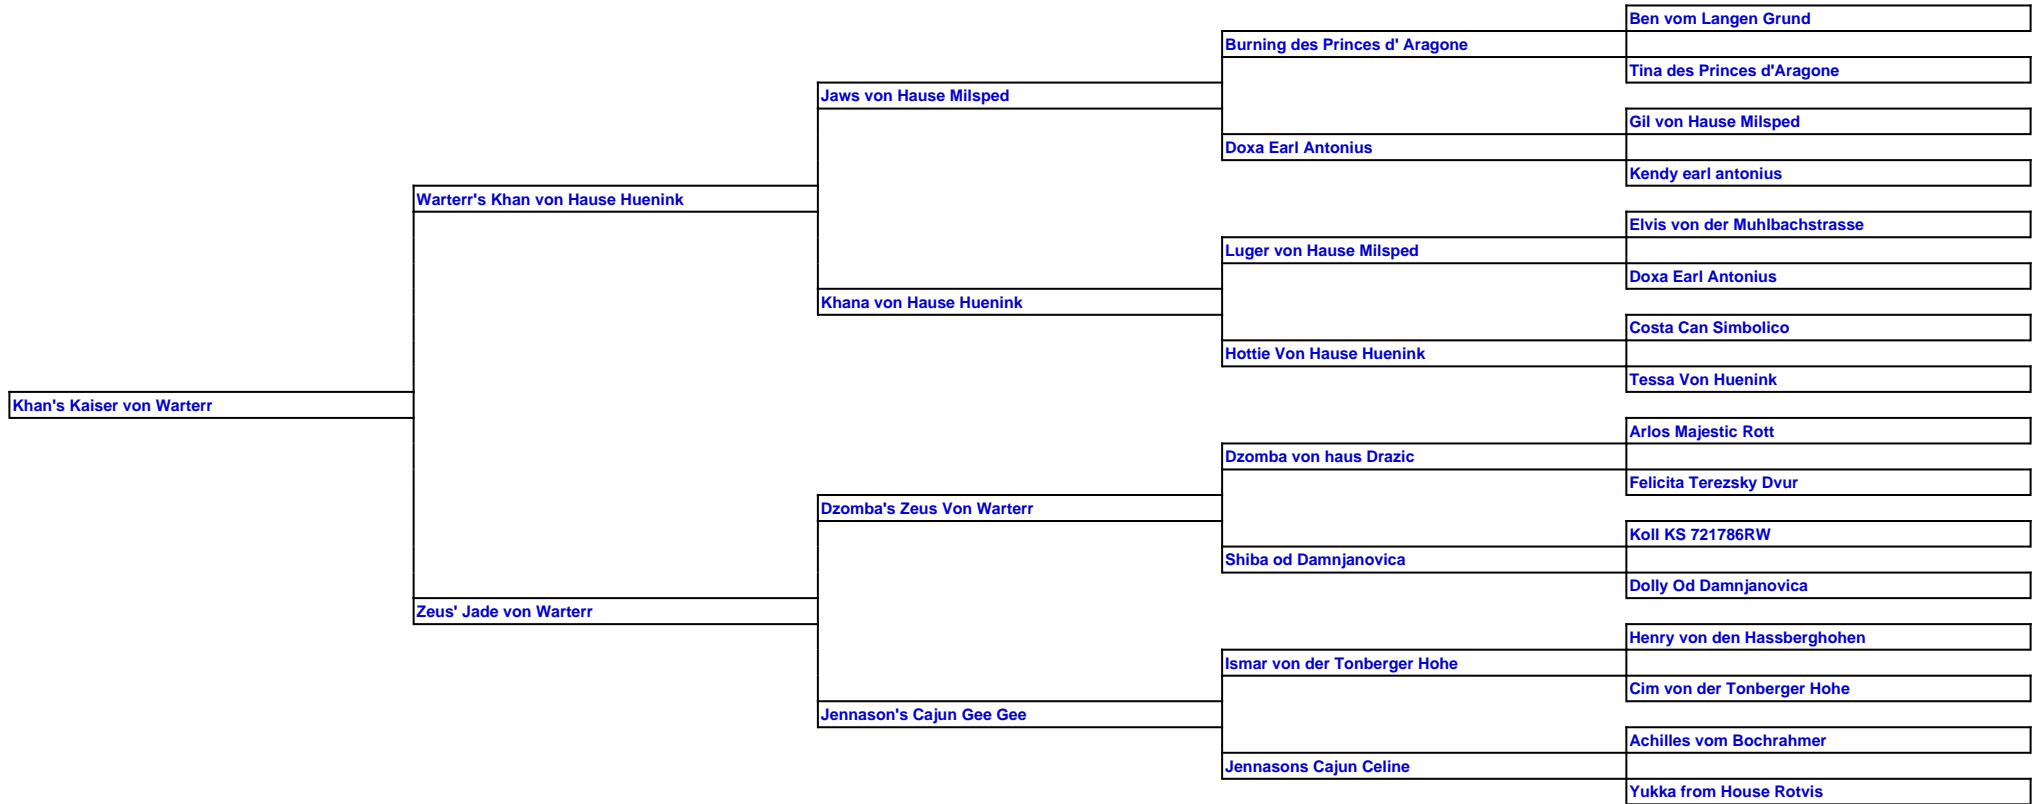 Ben vom Langen Grund
Burning des Princes d' Aragone
Tina des Princes d'Aragone
Jaws von Hause Milsped
Gil von Hause Milsped
Doxa Earl Antonius
Kendy earl antonius
Warterr's Khan von Hause Huenink
Elvis von der Muhlbachstrasse
Luger von Hause Milsped
Doxa Earl Antonius
Khana von Hause Huenink
Costa Can Simbolico
Hottie Von Hause Huenink
Tessa Von Huenink
Khan's Kaiser von Warterr
Arlos Majestic Rott
Dzomba von haus Drazic
Felicita Terezsky Dvur
Dzomba's Zeus Von Warterr
Koll KS 721786RW
Shiba od Damnjanovica
Dolly Od Damnjanovica
Zeus' Jade von Warterr
Henry von den Hassberghohen
Ismar von der Tonberger Hohe
Cim von der Tonberger Hohe
Jennason's Cajun Gee Gee
Achilles vom Bochrahmer
Jennasons Cajun Celine
Yukka from House Rotvis